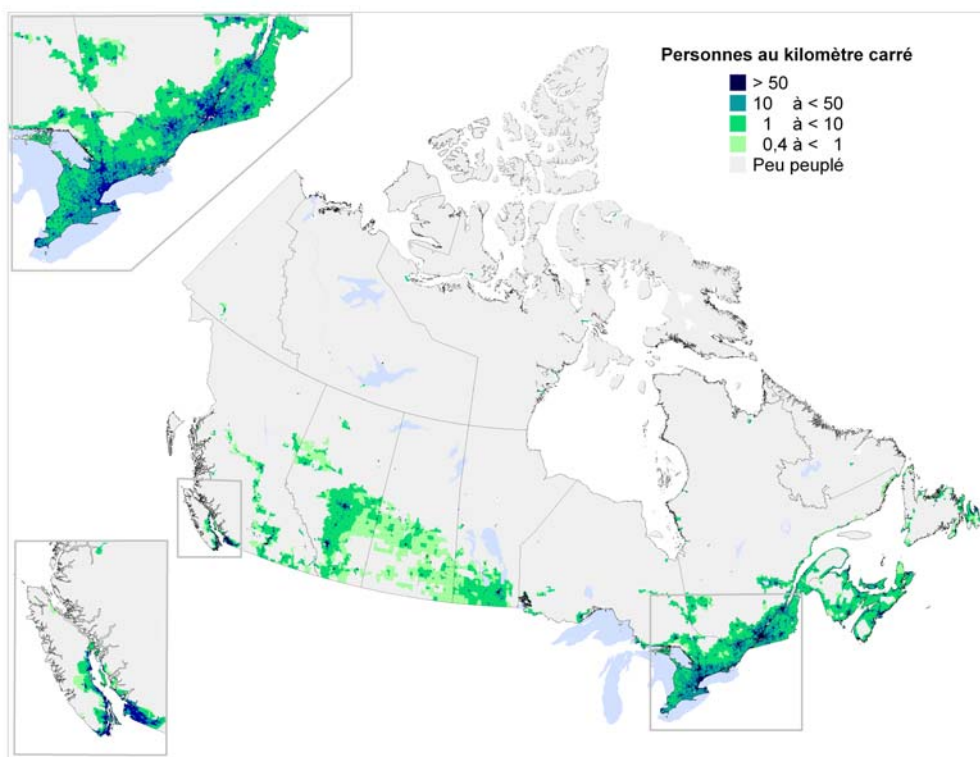 Personnes au kilomètre carré
> 50
10 à < 50
1 à < 10
0,4 à < 1
Peu peuplé